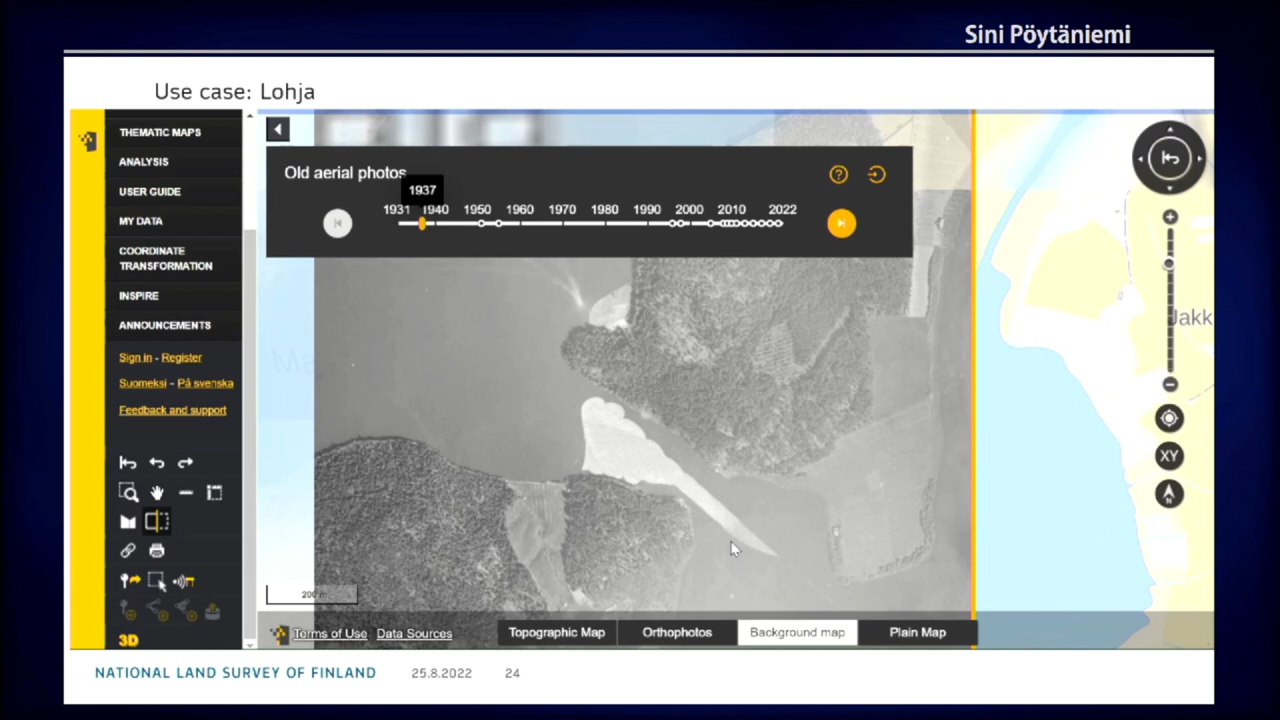 Sini Pöytäniemi
Use case: Lohja
THEMATIC MAPS
ANALYSIS
USER GUIDE
MY DATA
COORDINATE
TRANSFORMATION
INSPIRE
ANNOUNCEMENTS
Sign in - Register
Suomeksi - På svenska
Feedback and support
3D
Old aerial photos
1937
1931 1940 1950 1960 1970 1980 1990 2000 2010 2022
Jakk
XY
N
200 m
Terms of Use Data Sources
Topographic Map Orthophotos Background map Plain Map
NATIONAL LAND SURVEY OF FINLAND 25.8.2022 24